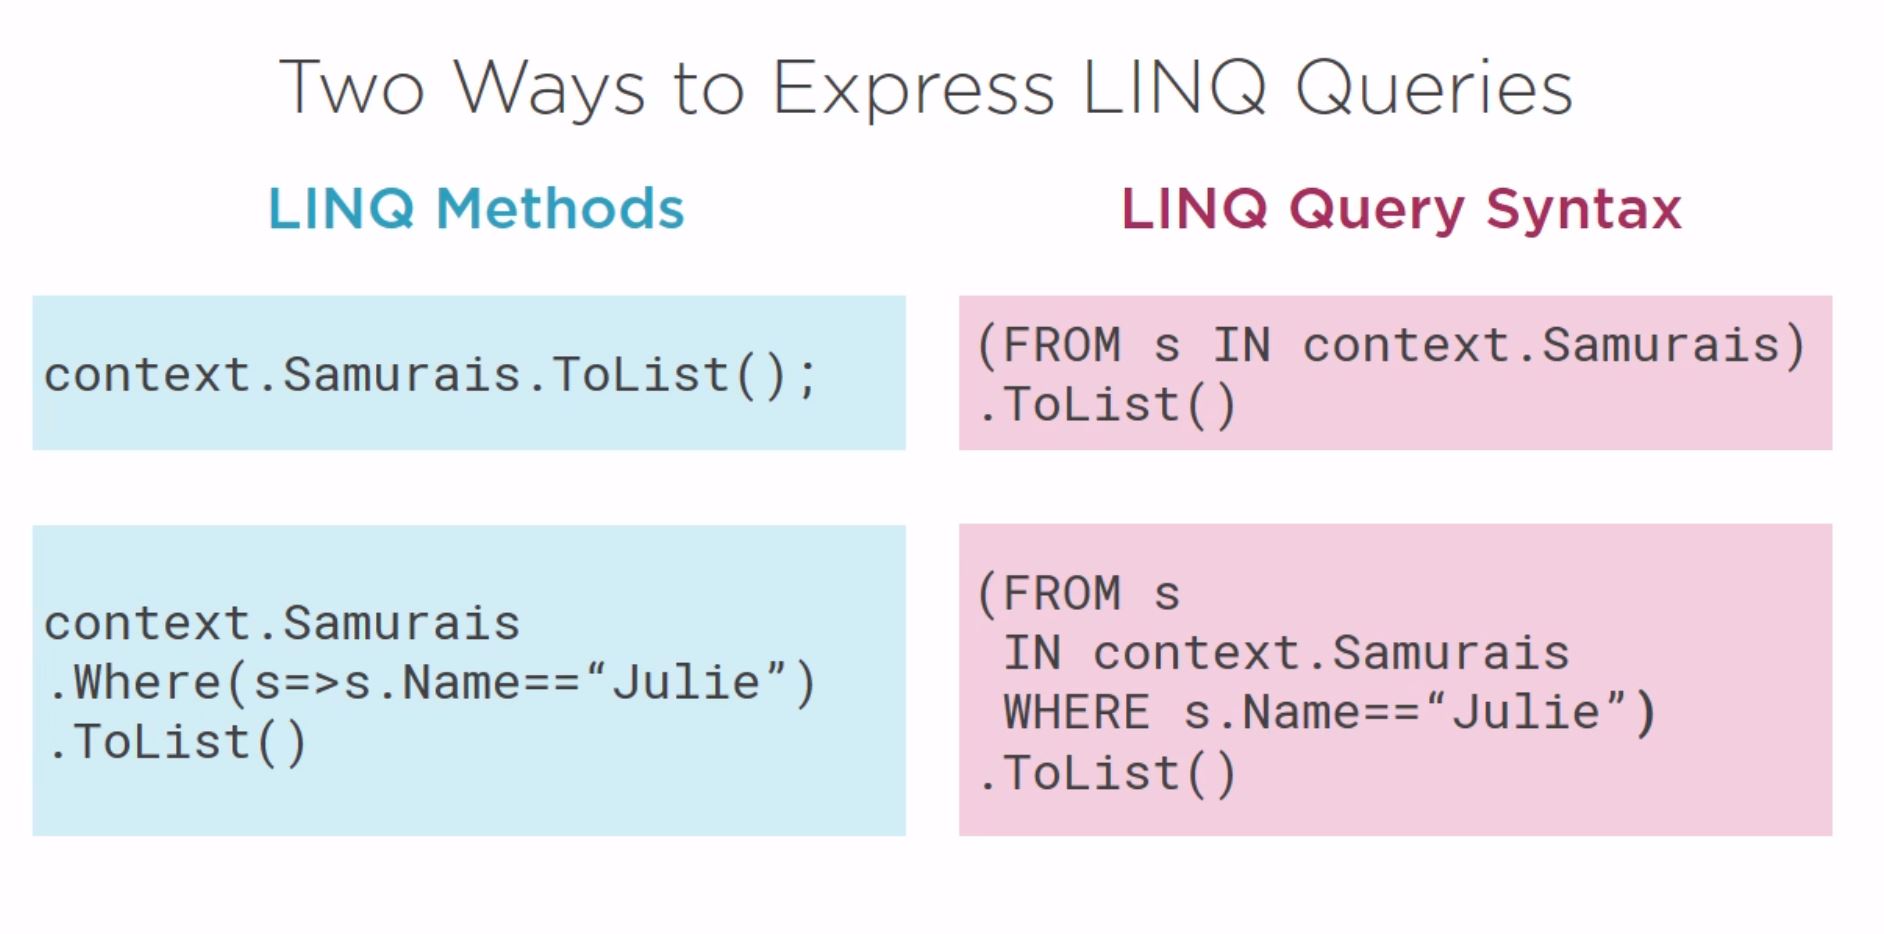 Two Ways to Express LINQ Queries
LINQ Methods
context.Samurais.ToList();
context.Samurais
.Where(s=>s.Name==“Julie”)
.ToList()
LINQ Query Syntax
(FROM s IN context.Samurais)
.ToList()
(FROM s
IN context.Samurais
WHERE s.Name==“Julie”)
.ToList()